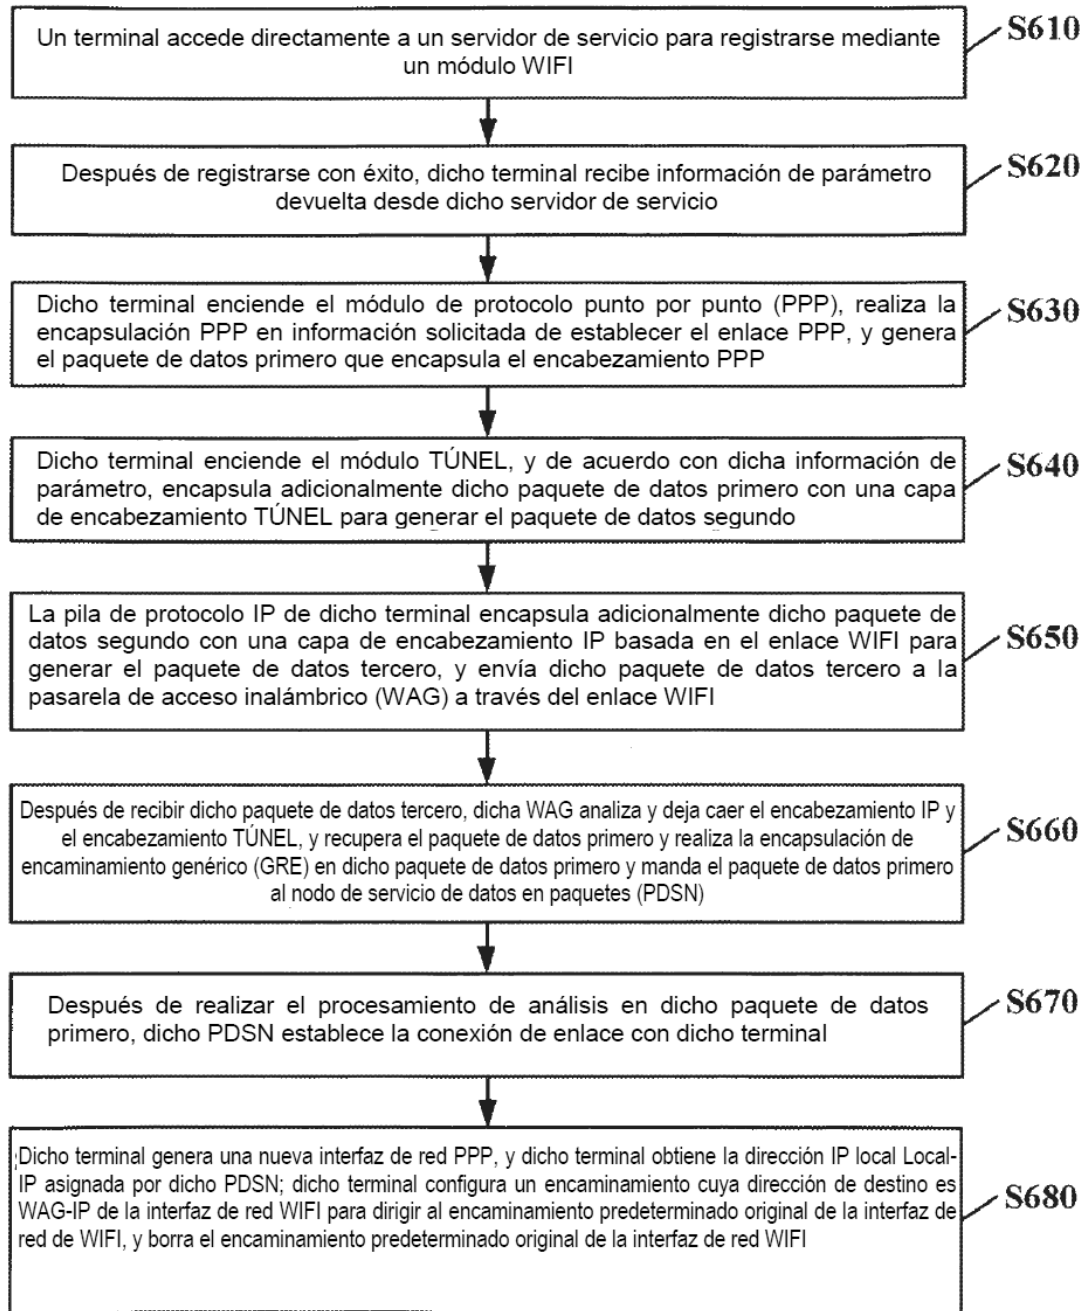 Un terminal accede directamente a un servidor de servicio para registrarse mediante
un módulo WIFI
S610
Después de registrarse con éxito, dicho terminal recibe información de parámetro
devuelta desde dicho servidor de servicio
S620
Dicho terminal enciende el módulo de protocolo punto por punto (PPP), realiza la
encapsulación PPP en información solicitada de establecer el enlace PPP, y genera
el paquete de datos primero que encapsula el encabezamiento PPP
S630
Dicho terminal enciende el módulo TÚNEL, y de acuerdo con dicha información de
parámetro, encapsula adicionalmente dicho paquete de datos primero con una capa
de encabezamiento TÚNEL para generar el paquete de datos segundo
S640
La pila de protocolo IP de dicho terminal encapsula adicionalmente dicho paquete de
datos segundo con una capa de encabezamiento IP basada en el enlace WIFI para
generar el paquete de datos tercero, y envía dicho paquete de datos tercero a la
pasarela de acceso inalámbrico (WAG) a través del enlace WIFI
S650
Después de recibir dicho paquete de datos tercero, dicha WAG analiza y deja caer el encabezamiento IP y
el encabezamiento TÚNEL, y recupera el paquete de datos primero y realiza la encapsulación de
encaminamiento genérico (GRE) en dicho paquete de datos primero y manda el paquete de datos primero
al nodo de servicio de datos en paquetes (PDSN)
S660
Después de realizar el procesamiento de análisis en dicho paquete de datos
primero, dicho PDSN establece la conexión de enlace con dicho terminal
S670
Dicho terminal genera una nueva interfaz de red PPP, y dicho terminal obtiene la dirección IP local Local-
IP asignada por dicho PDSN; dicho terminal configura un encaminamiento cuya dirección de destino es
WAG-IP de la interfaz de red WIFI para dirigir al encaminamiento predeterminado original de la interfaz de
red de WIFI, y borra el encaminamiento predeterminado original de la interfaz de red WIFI
S680